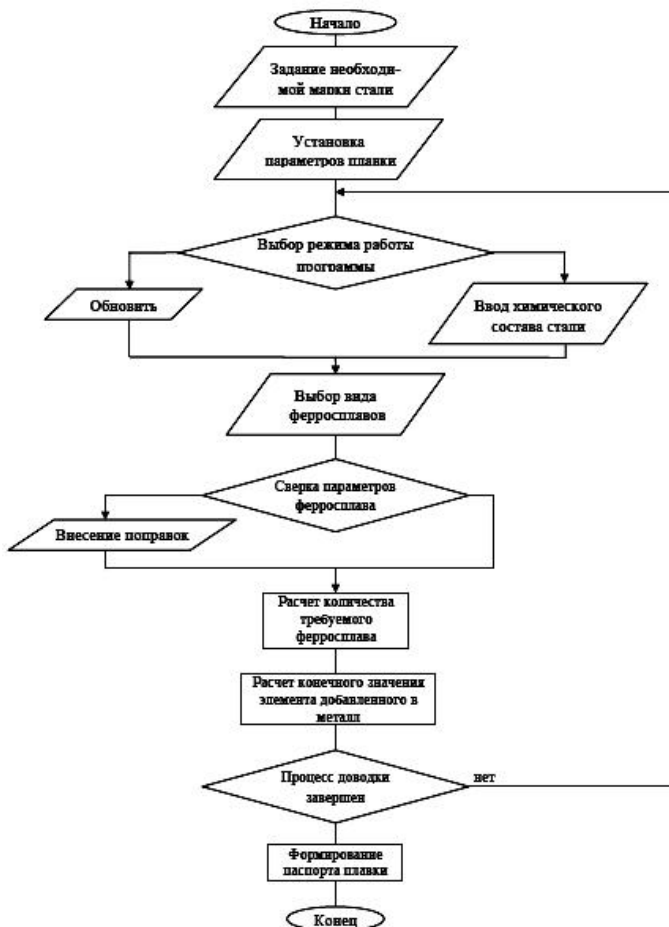 Начало
Задание необходи-
мой марки стали
Установка
параметров плавки
Выбор режима работы
программы
Обновить
Ввод химического
состава стали
Выбор вида
ферросплавов
Сверка параметров
ферросплава
Внесение поправок
Расчет количества
требуемого
ферросплава
Расчет конечного значения
элемента добавленного в
металл
Процесс доводки
завершен
нет
Формирование
паспорта плавки
Конец